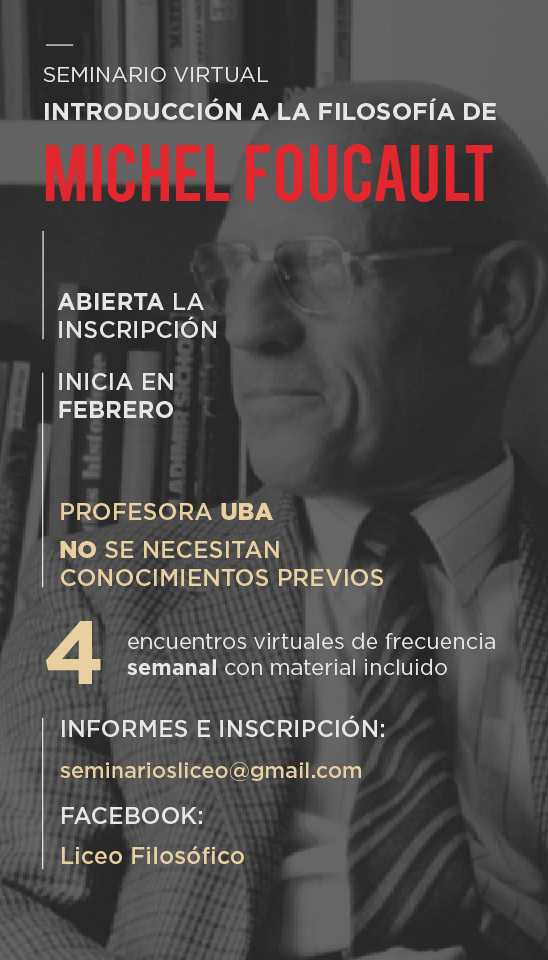 SEMINARIO VIRTUAL
INTRODUCCIÓN A LA FILOSOFÍA DE
MICHEL FOUCAULT
ABIERTA LA
INSCRIPCIÓN
INICIA EN
FEBRERO
PROFESORA UBA
NO SE NECESITAN
CONOCIMIENTOS PREVIOS
4
encuentros virtuales de frecuencia
semanal con material incluido
INFORMES E INSCRIPCIÓN:
seminariosliceo@gmail.com
FACEBOOK:
Liceo Filosófico